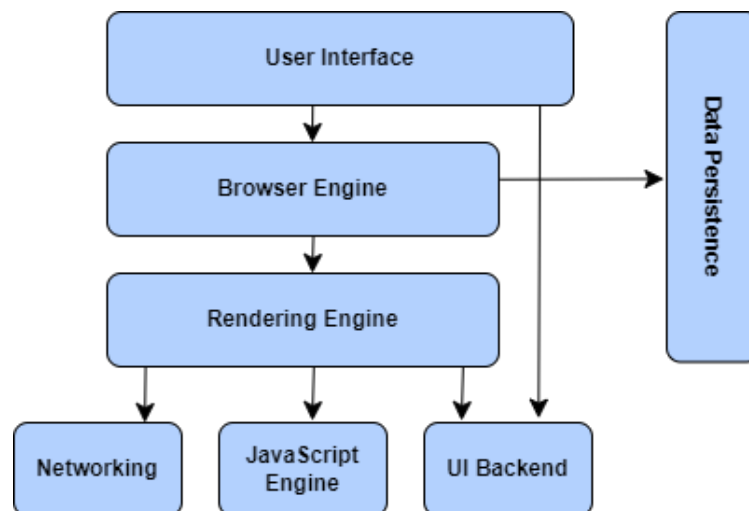 User Interface
Data Persistence
Browser Engine
Rendering Engine
Networking
JavaScript
Engine
UI Backend